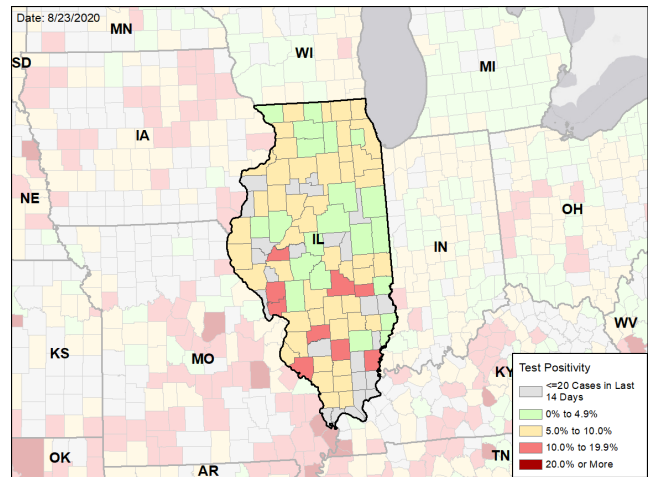 Date: 8/23/2020
MN
SD
WI
MI
IA
NE
OH
IL
IN
WV
KS
MO
KY
OK
AR
TN
Test Positivity
<=20 Cases in Last
14 Days
0% to 4.9%
5.0% to 10.0%
10.0% to 19.9%
20.0% or More